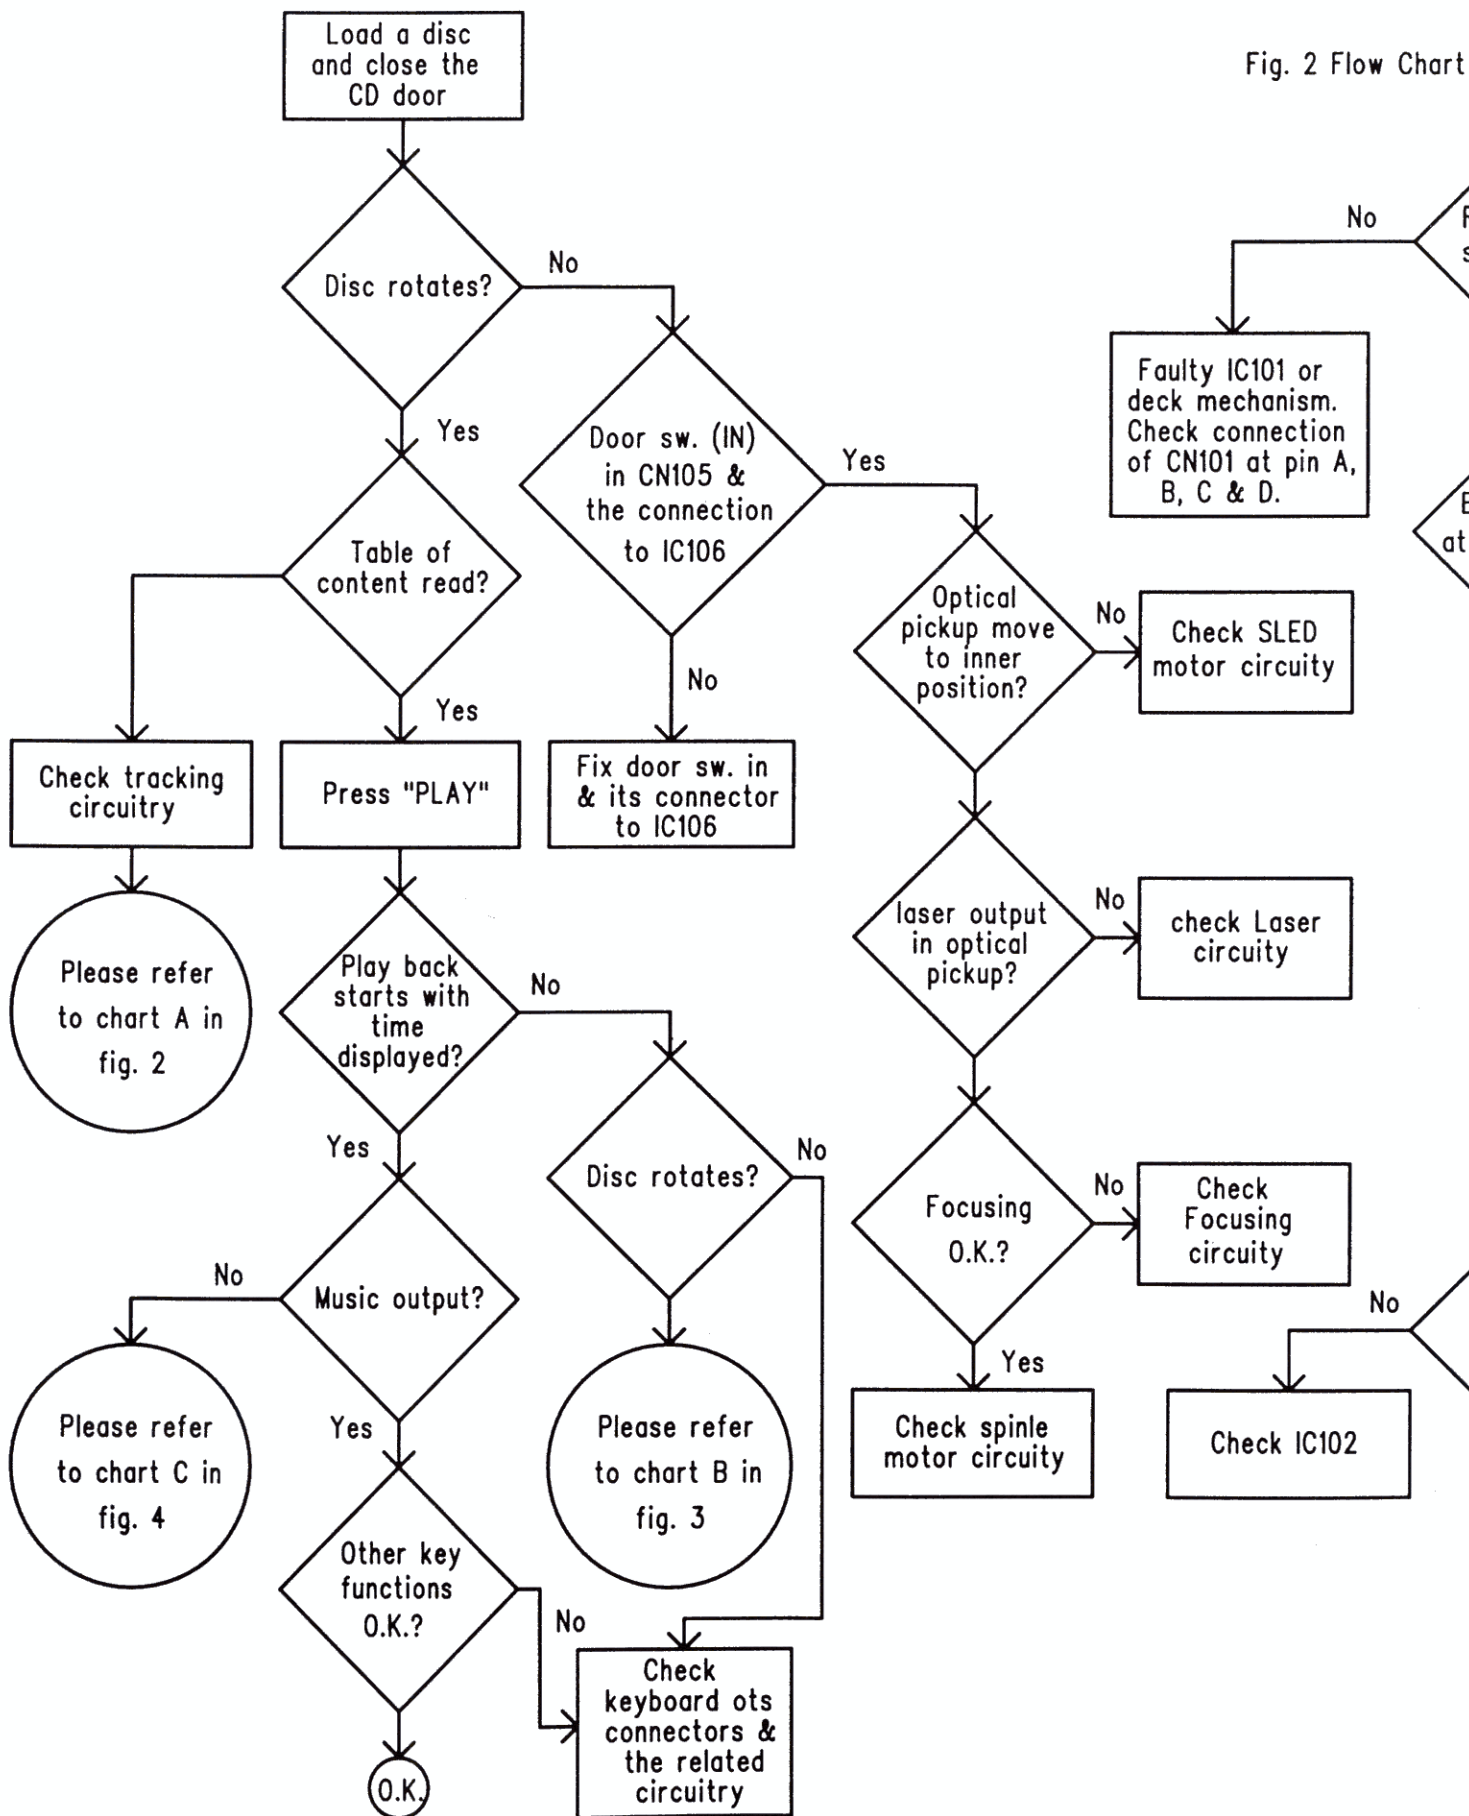 Load a disc
and close the
CD door
Fig. 2 Flow Chart
Disc rotates?
No
Yes
Door sw. (IN)
in CN105 &
the connection
to IC106
Yes
No
Faulty IC101 or
deck mechanism.
Check connection
of CN101 at pin A,
B, C & D.
at
Table of
content read?
Yes
No
Optical
pickup move
to inner
position?
No
Check SLED
motor circuity
Check tracking
circuitry
Press "PLAY"
Fix door sw. in
& its connector
to IC106
Please refer
to chart A in
fig. 2
Play back
starts with
time
displayed?
No
Yes
laser output
in optical
pickup?
No
check Laser
circuity
Disc rotates?
No
Focusing
O.K.?
No
Yes
Check
Focusing
circuity
No
Music output?
No
Yes
Please refer
to chart C in
fig. 4
Please refer
to chart B in
fig. 3
Check spinle
motor circuity
Check IC102
Other key
functions
O.K.?
No
Check
keyboard ots
connectors &
the related
circuitry
O.K.